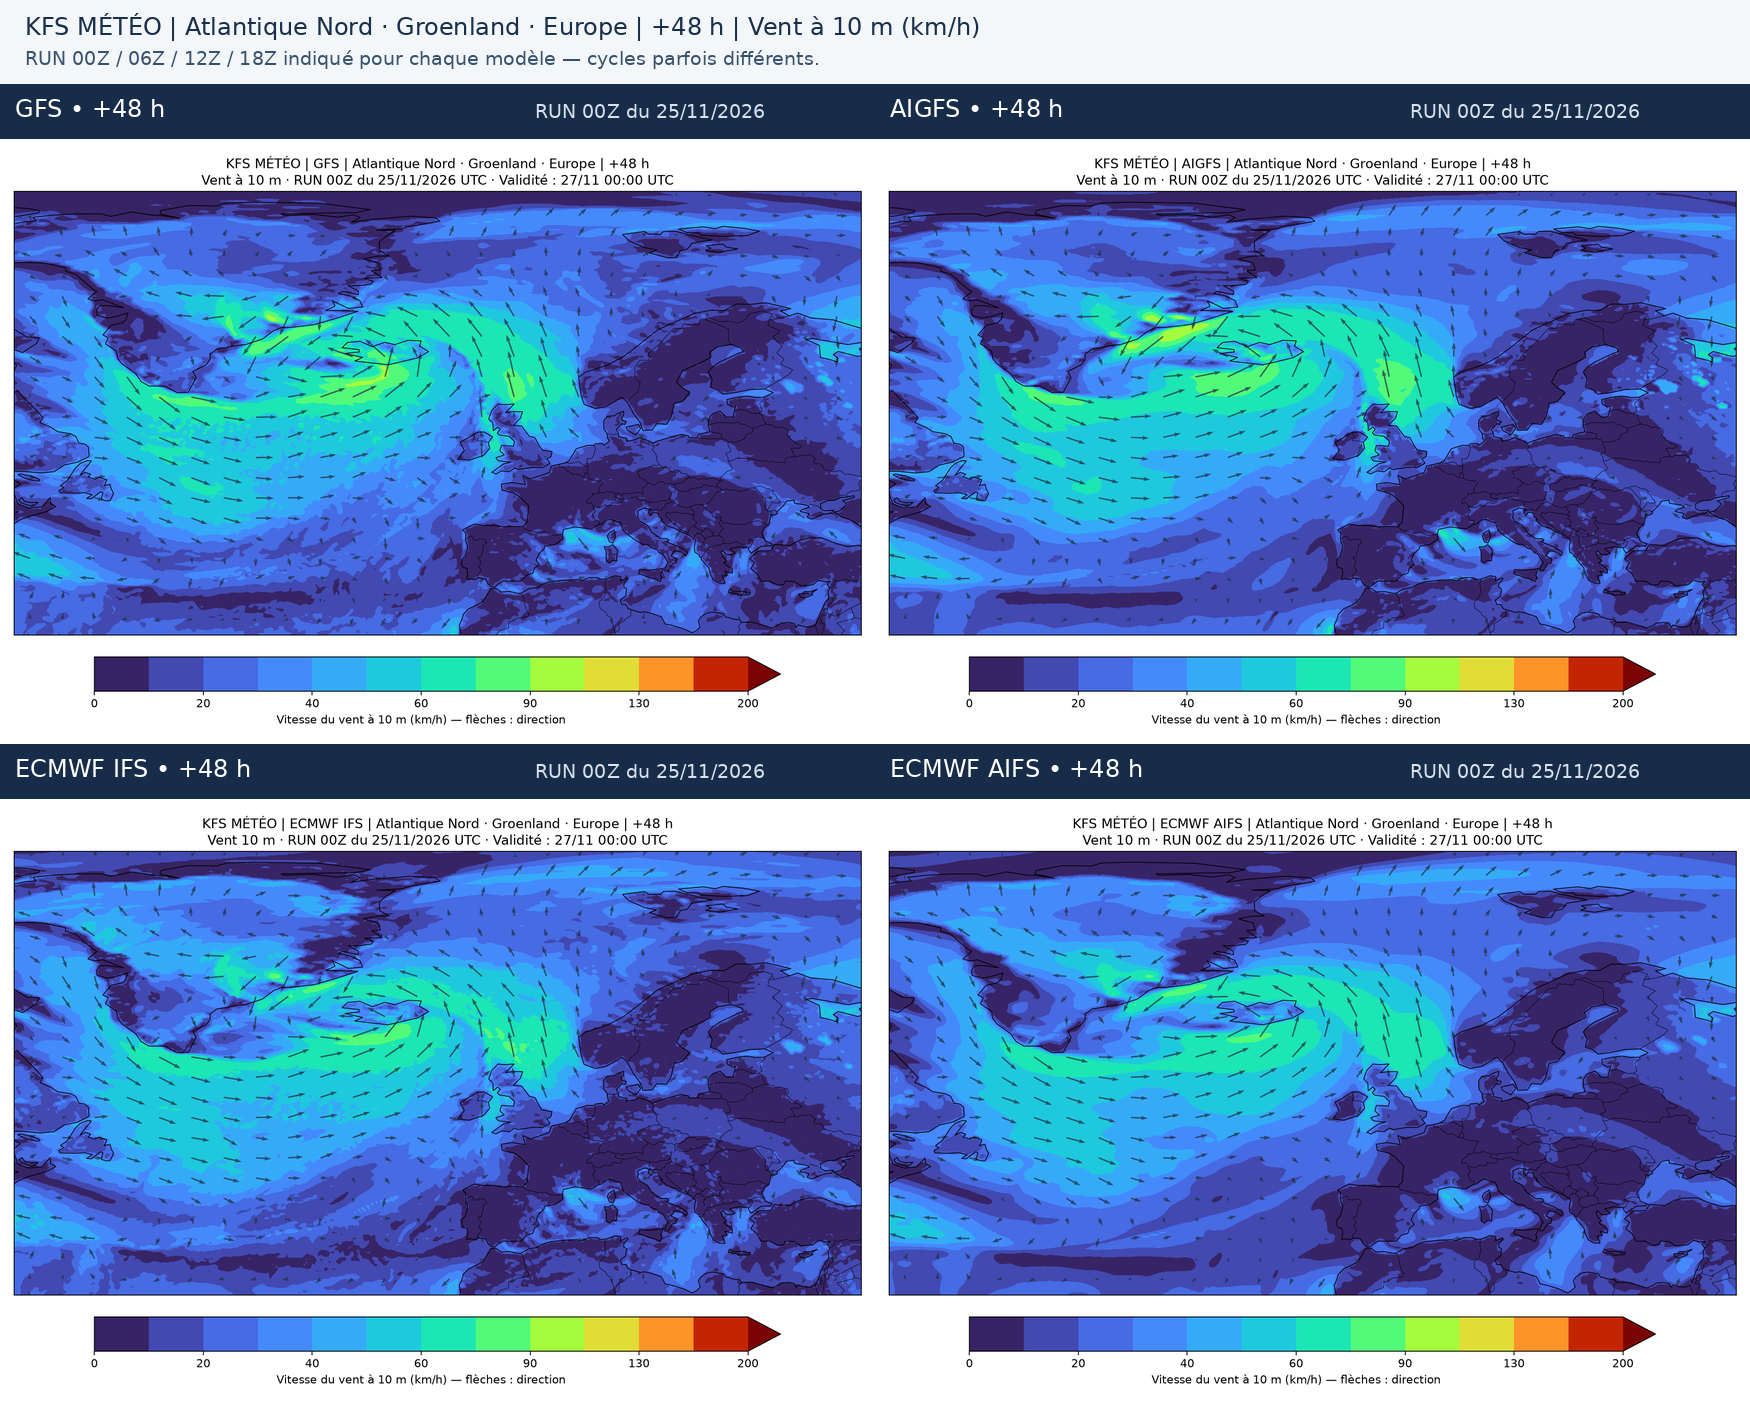 KFS MÉTÉO | Atlantique Nord · Groenland · Europe | +48 h | Vent à 10 m (km/h)
RUN 00Z / 06Z / 12Z / 18Z indiqué pour chaque modèle — cycles parfois différents.
GFS • +48 h
RUN 00Z du 25/11/2026
KFS MÉTÉO | GFS | Atlantique Nord · Groenland · Europe | +48 h
Vent à 10 m · RUN 00Z du 25/11/2026 UTC · Validité : 27/11 00:00 UTC
0 20 40 60 90 130 200
Vitesse du vent à 10 m (km/h) — flèches : direction
AIGFS • +48 h
RUN 00Z du 25/11/2026
KFS MÉTÉO | AIGFS | Atlantique Nord · Groenland · Europe | +48 h
Vent à 10 m · RUN 00Z du 25/11/2026 UTC · Validité : 27/11 00:00 UTC
0 20 40 60 90 130 200
Vitesse du vent à 10 m (km/h) — flèches : direction
ECMWF IFS • +48 h
RUN 00Z du 25/11/2026
KFS MÉTÉO | ECMWF IFS | Atlantique Nord · Groenland · Europe | +48 h
Vent 10 m · RUN 00Z du 25/11/2026 UTC · Validité : 27/11 00:00 UTC
0 20 40 60 90 130 200
Vitesse du vent à 10 m (km/h) — flèches : direction
ECMWF AIFS • +48 h
RUN 00Z du 25/11/2026
KFS MÉTÉO | ECMWF AIFS | Atlantique Nord · Groenland · Europe | +48 h
Vent 10 m · RUN 00Z du 25/11/2026 UTC · Validité : 27/11 00:00 UTC
0 20 40 60 90 130 200
Vitesse du vent à 10 m (km/h) — flèches : direction